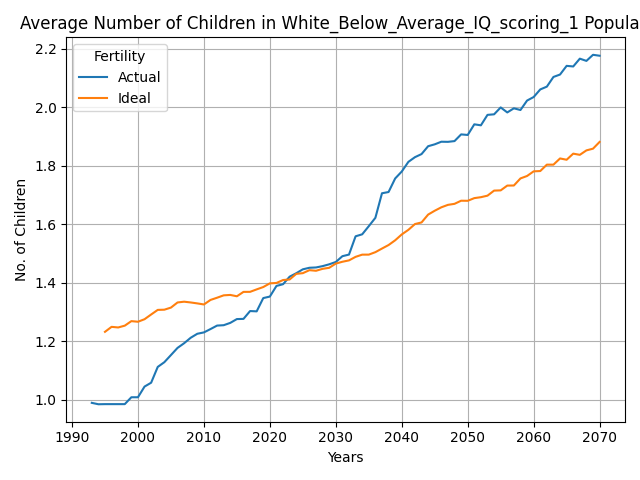 Average Number of Children in White_Below_Average_IQ_scoring_1 Popula
Fertility
Actual
Ideal
No. of Children
2.2
2.0
1.8
1.6
1.4
1.2
1.0
1990 2000 2010 2020 2030 2040 2050 2060 2070
Years